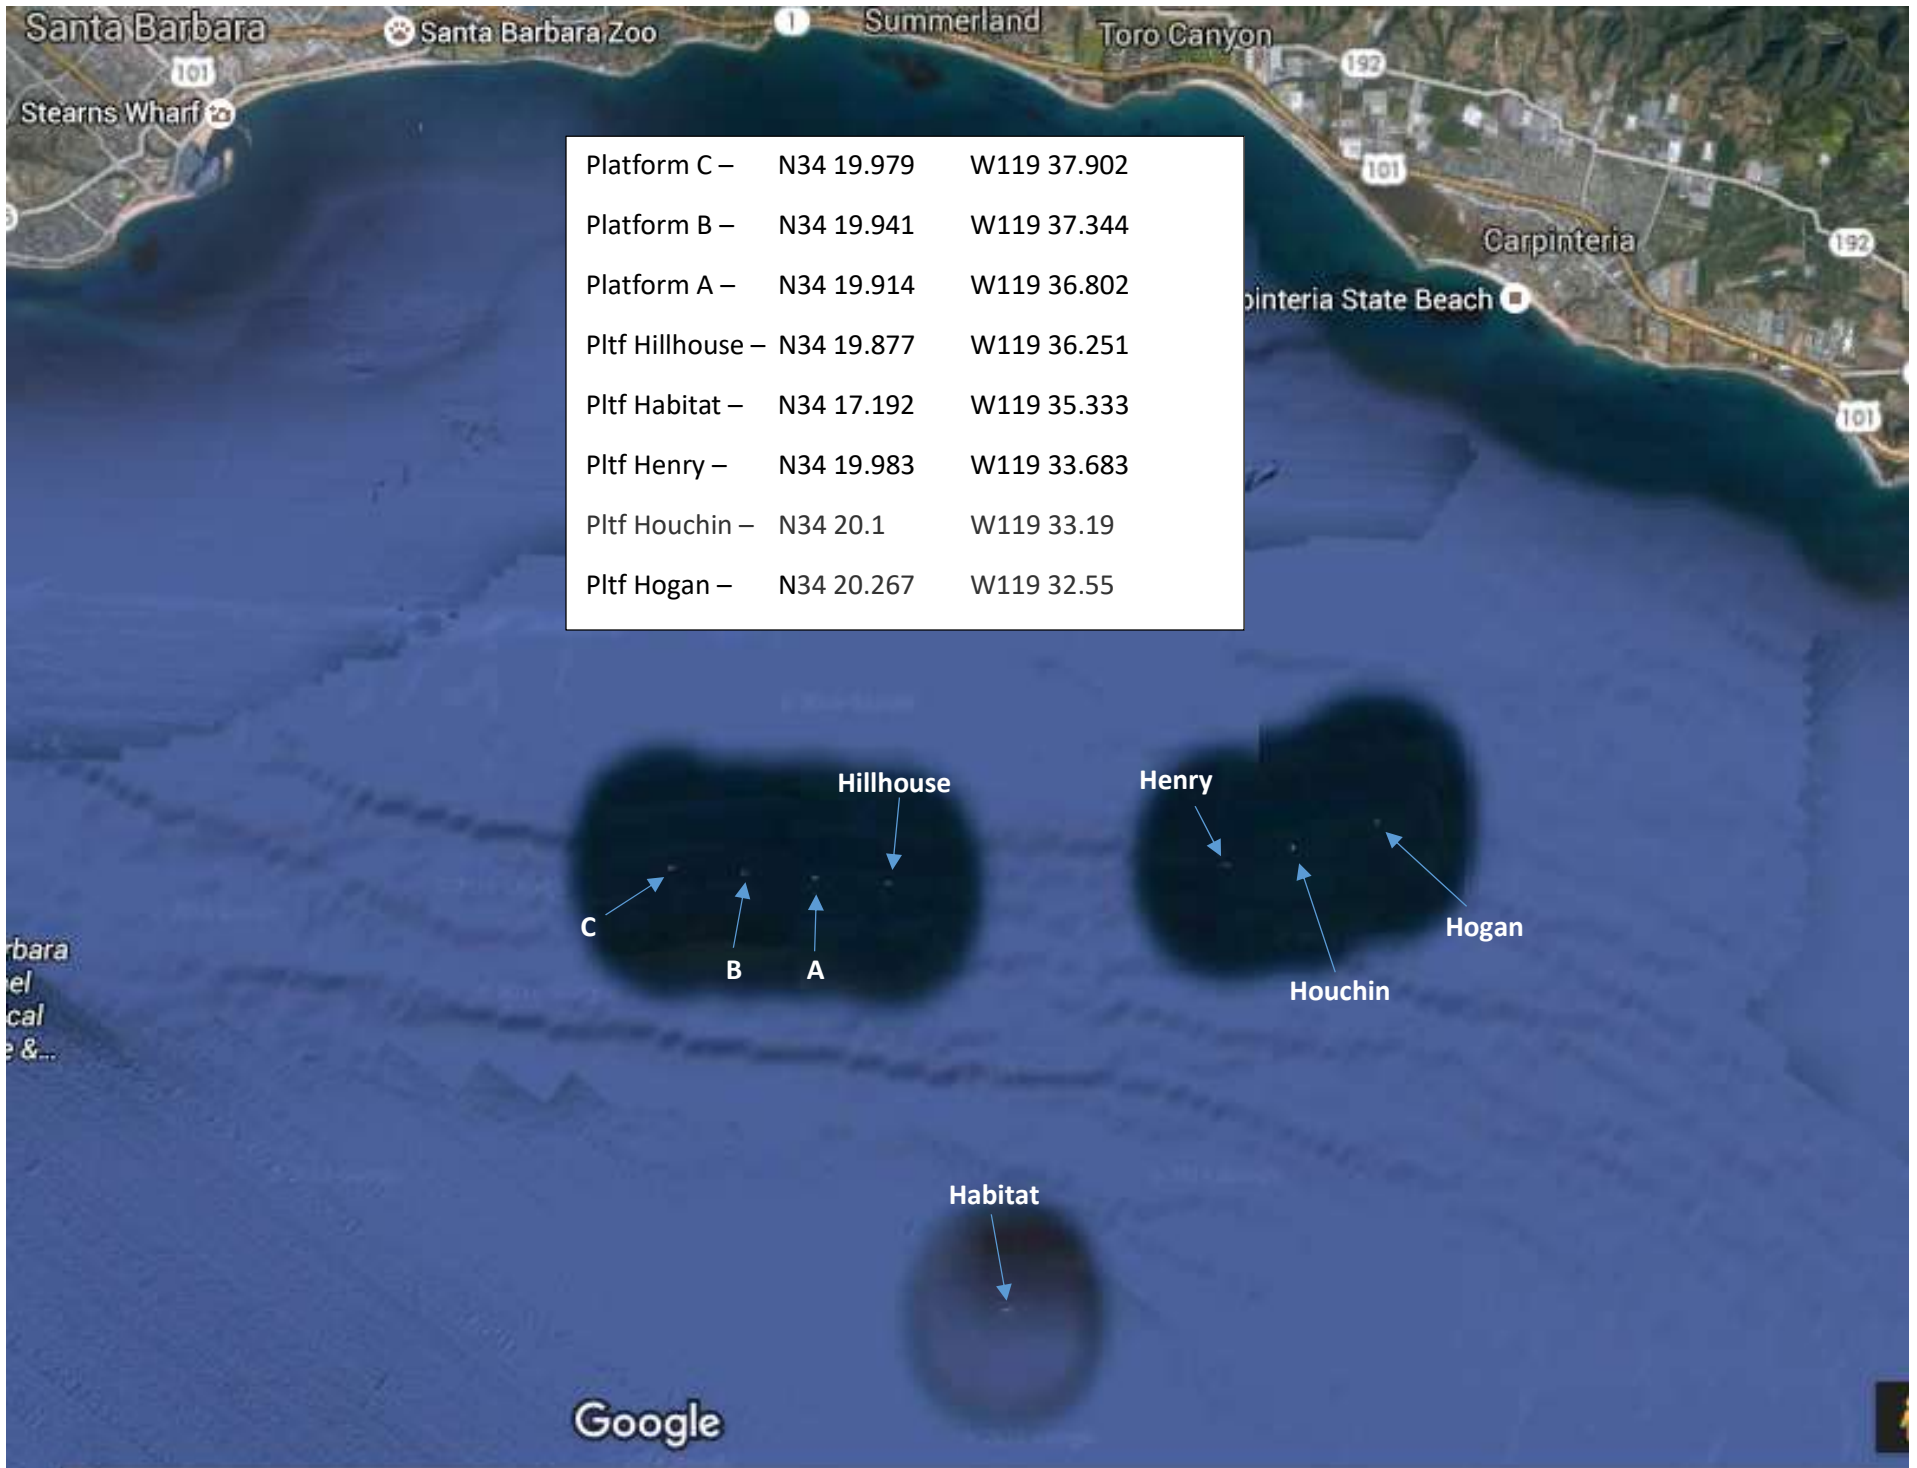 Santa Barbara
Santa Barbara Zoo
1
Summerland
Toro Canyon
101
192
Stearns Wharf
Platform C – N34 19.979 W119 37.902
Platform B – N34 19.941 W119 37.344
Platform A – N34 19.914 W119 36.802
Pltf Hillhouse – N34 19.877 W119 36.251
Pltf Habitat – N34 17.192 W119 35.333
Pltf Henry – N34 19.983 W119 33.683
Pltf Houchin – N34 20.1 W119 33.19
Pltf Hogan – N34 20.267 W119 32.55
101
Carpinteria
192
pinteria State Beach
101
Hillhouse
Henry
C
B
A
Hogan
Houchin
rbara
el
cal
e &...
Habitat
Google